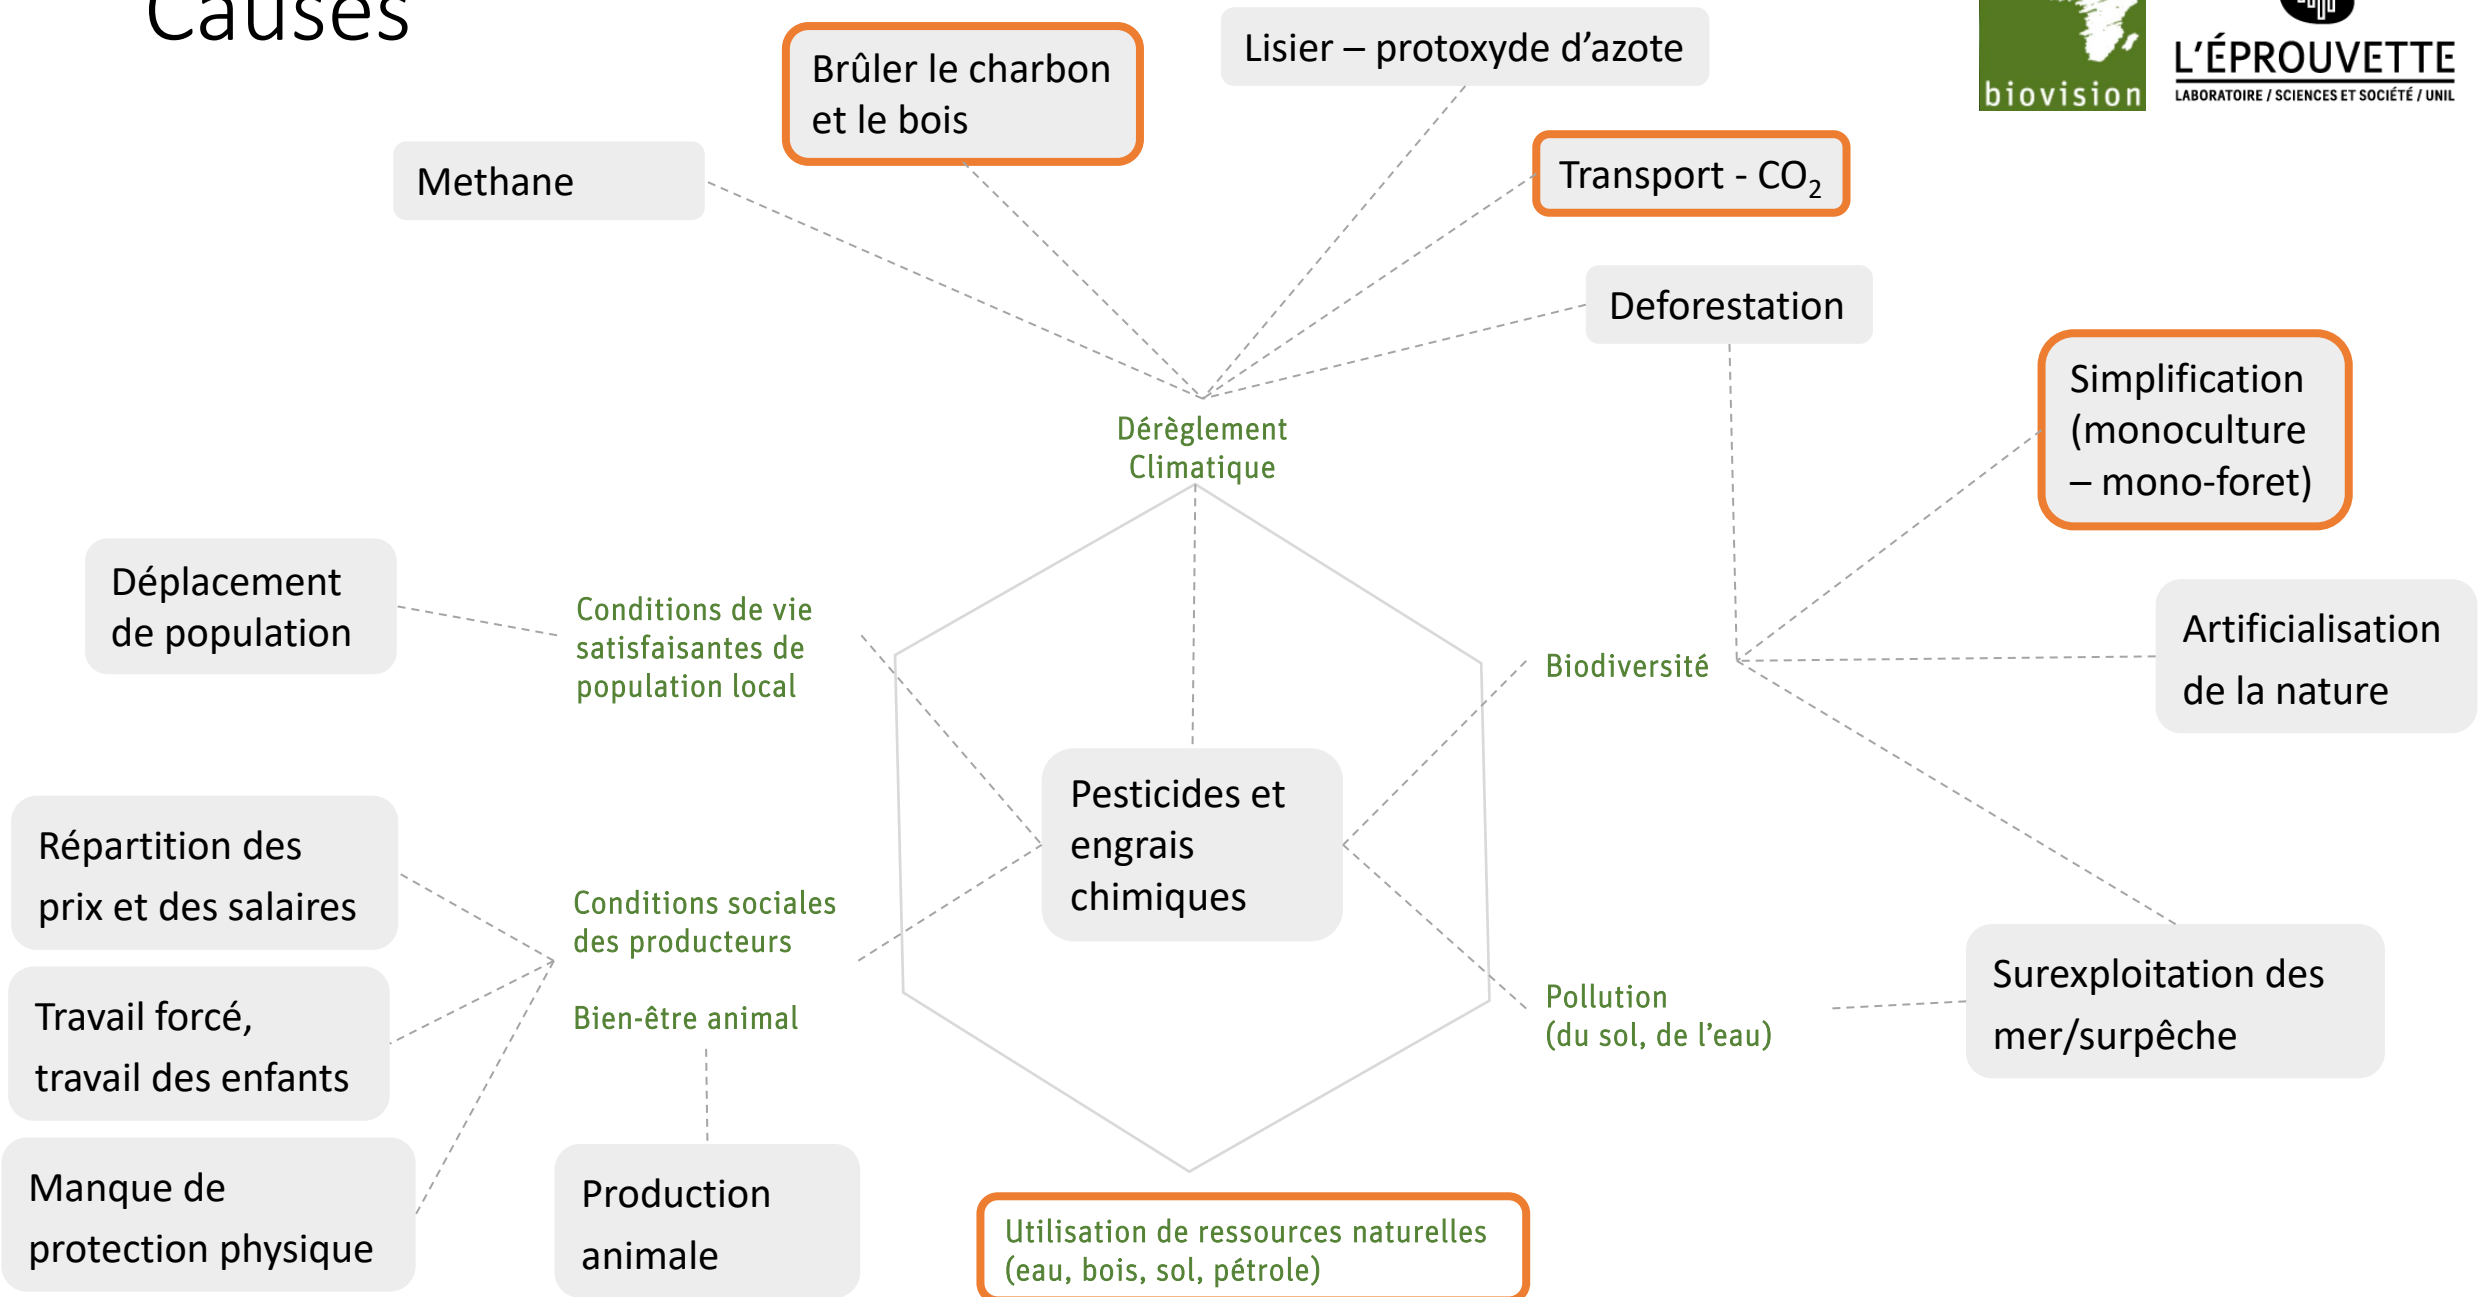 Causes
biovision
L'ÉPROUVETTE
LABORATOIRE / SCIENCES ET SOCIÉTÉ / UNIL
Brûler le charbon
et le bois
Lisier – protoxyde d’azote
Methane
Transport - CO₂
Deforestation
Simplification
(monoculture
– mono-foret)
Dérèglement
Climatique
Déplacement
de population
Conditions de vie
satisfaisantes de
population local
Biodiversité
Artificialisation
de la nature
Pesticides et
engrais
chimiques
Répartition des
prix et des salaires
Conditions sociales
des producteurs
Travail forcé,
travail des enfants
Bien-être animal
Pollution
(du sol, de l’eau)
Surexploitation des
mer/surpêche
Manque de
protection physique
Production
animale
Utilisation de ressources naturelles
(eau, bois, sol, pétrole)